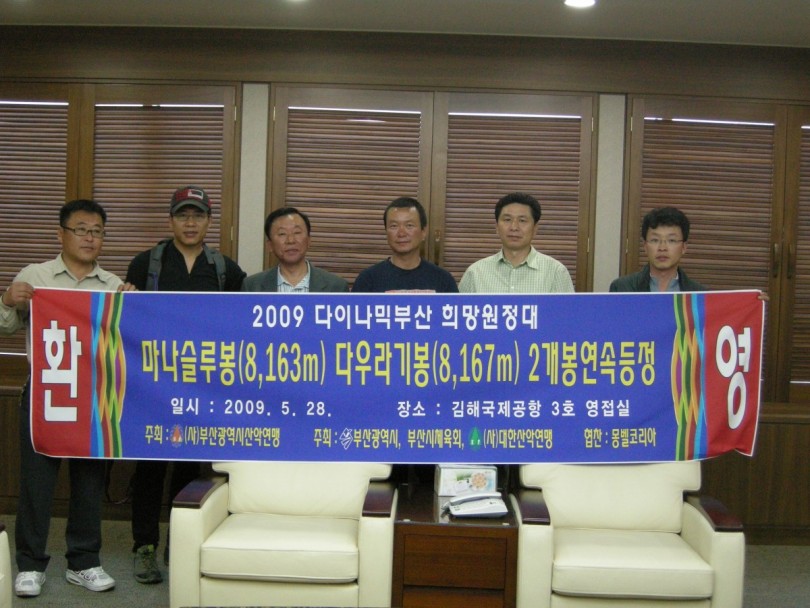 환 영
2009 다이나믹부산 희망원정대
마나슬루봉(8,163m) 다우라기봉(8,167m) 2개봉연속등정
일시 : 2009. 5. 28. 장소 : 김해국제공항 3호 영접실
주최 : (사)부산광역시산악연맹 주최 : 부산광역시, 부산시체육회, (사)대한산악연맹 협찬 : 몽벨코리아